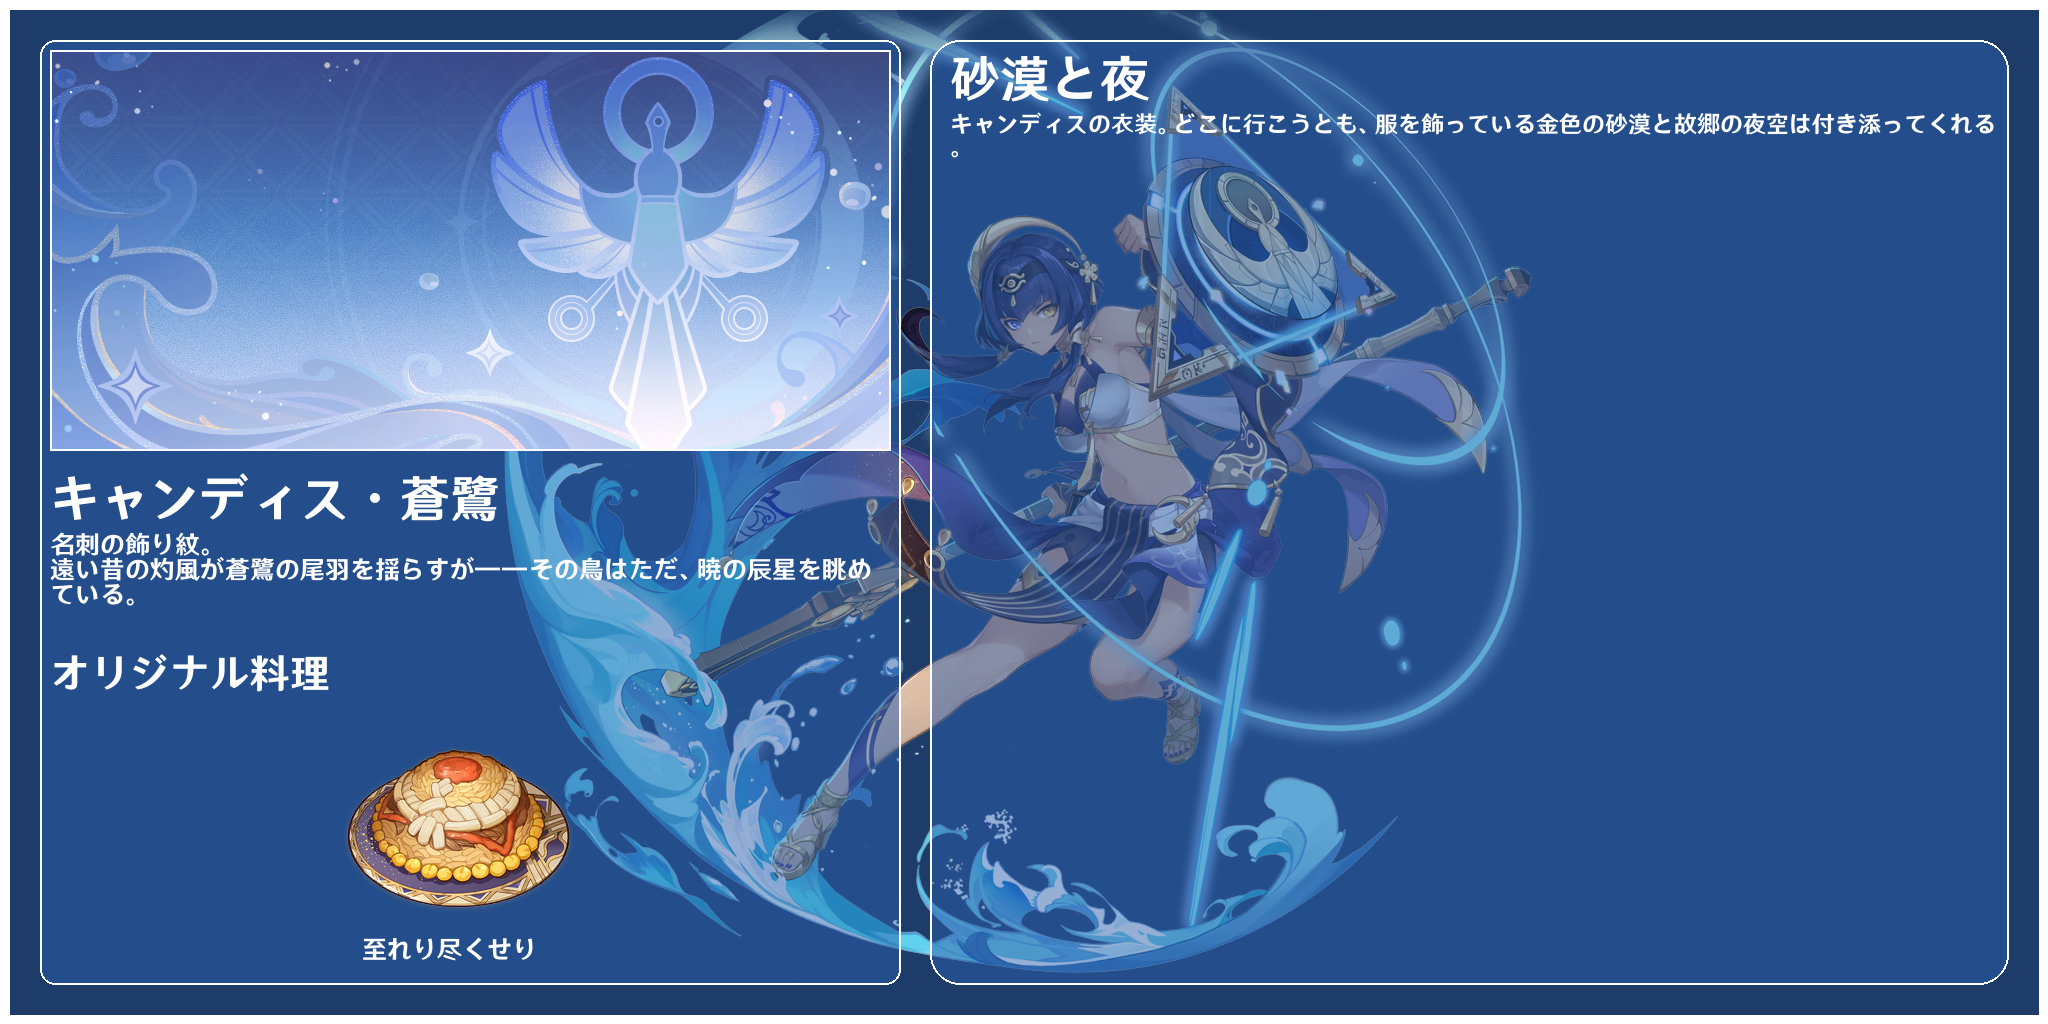 キャンディス・蒼鷺
名刺の飾り紋。
遠い昔の灼風が蒼鷺の尾羽を揺らすが——その鳥はただ、暁の辰星を眺め
ている。
オリジナル料理
至れり尽くせり
砂漠と夜
キャンディスの衣装。どこに行こうとも、服を飾っている金色の砂漠と故郷の夜空は付き添ってくれる
。